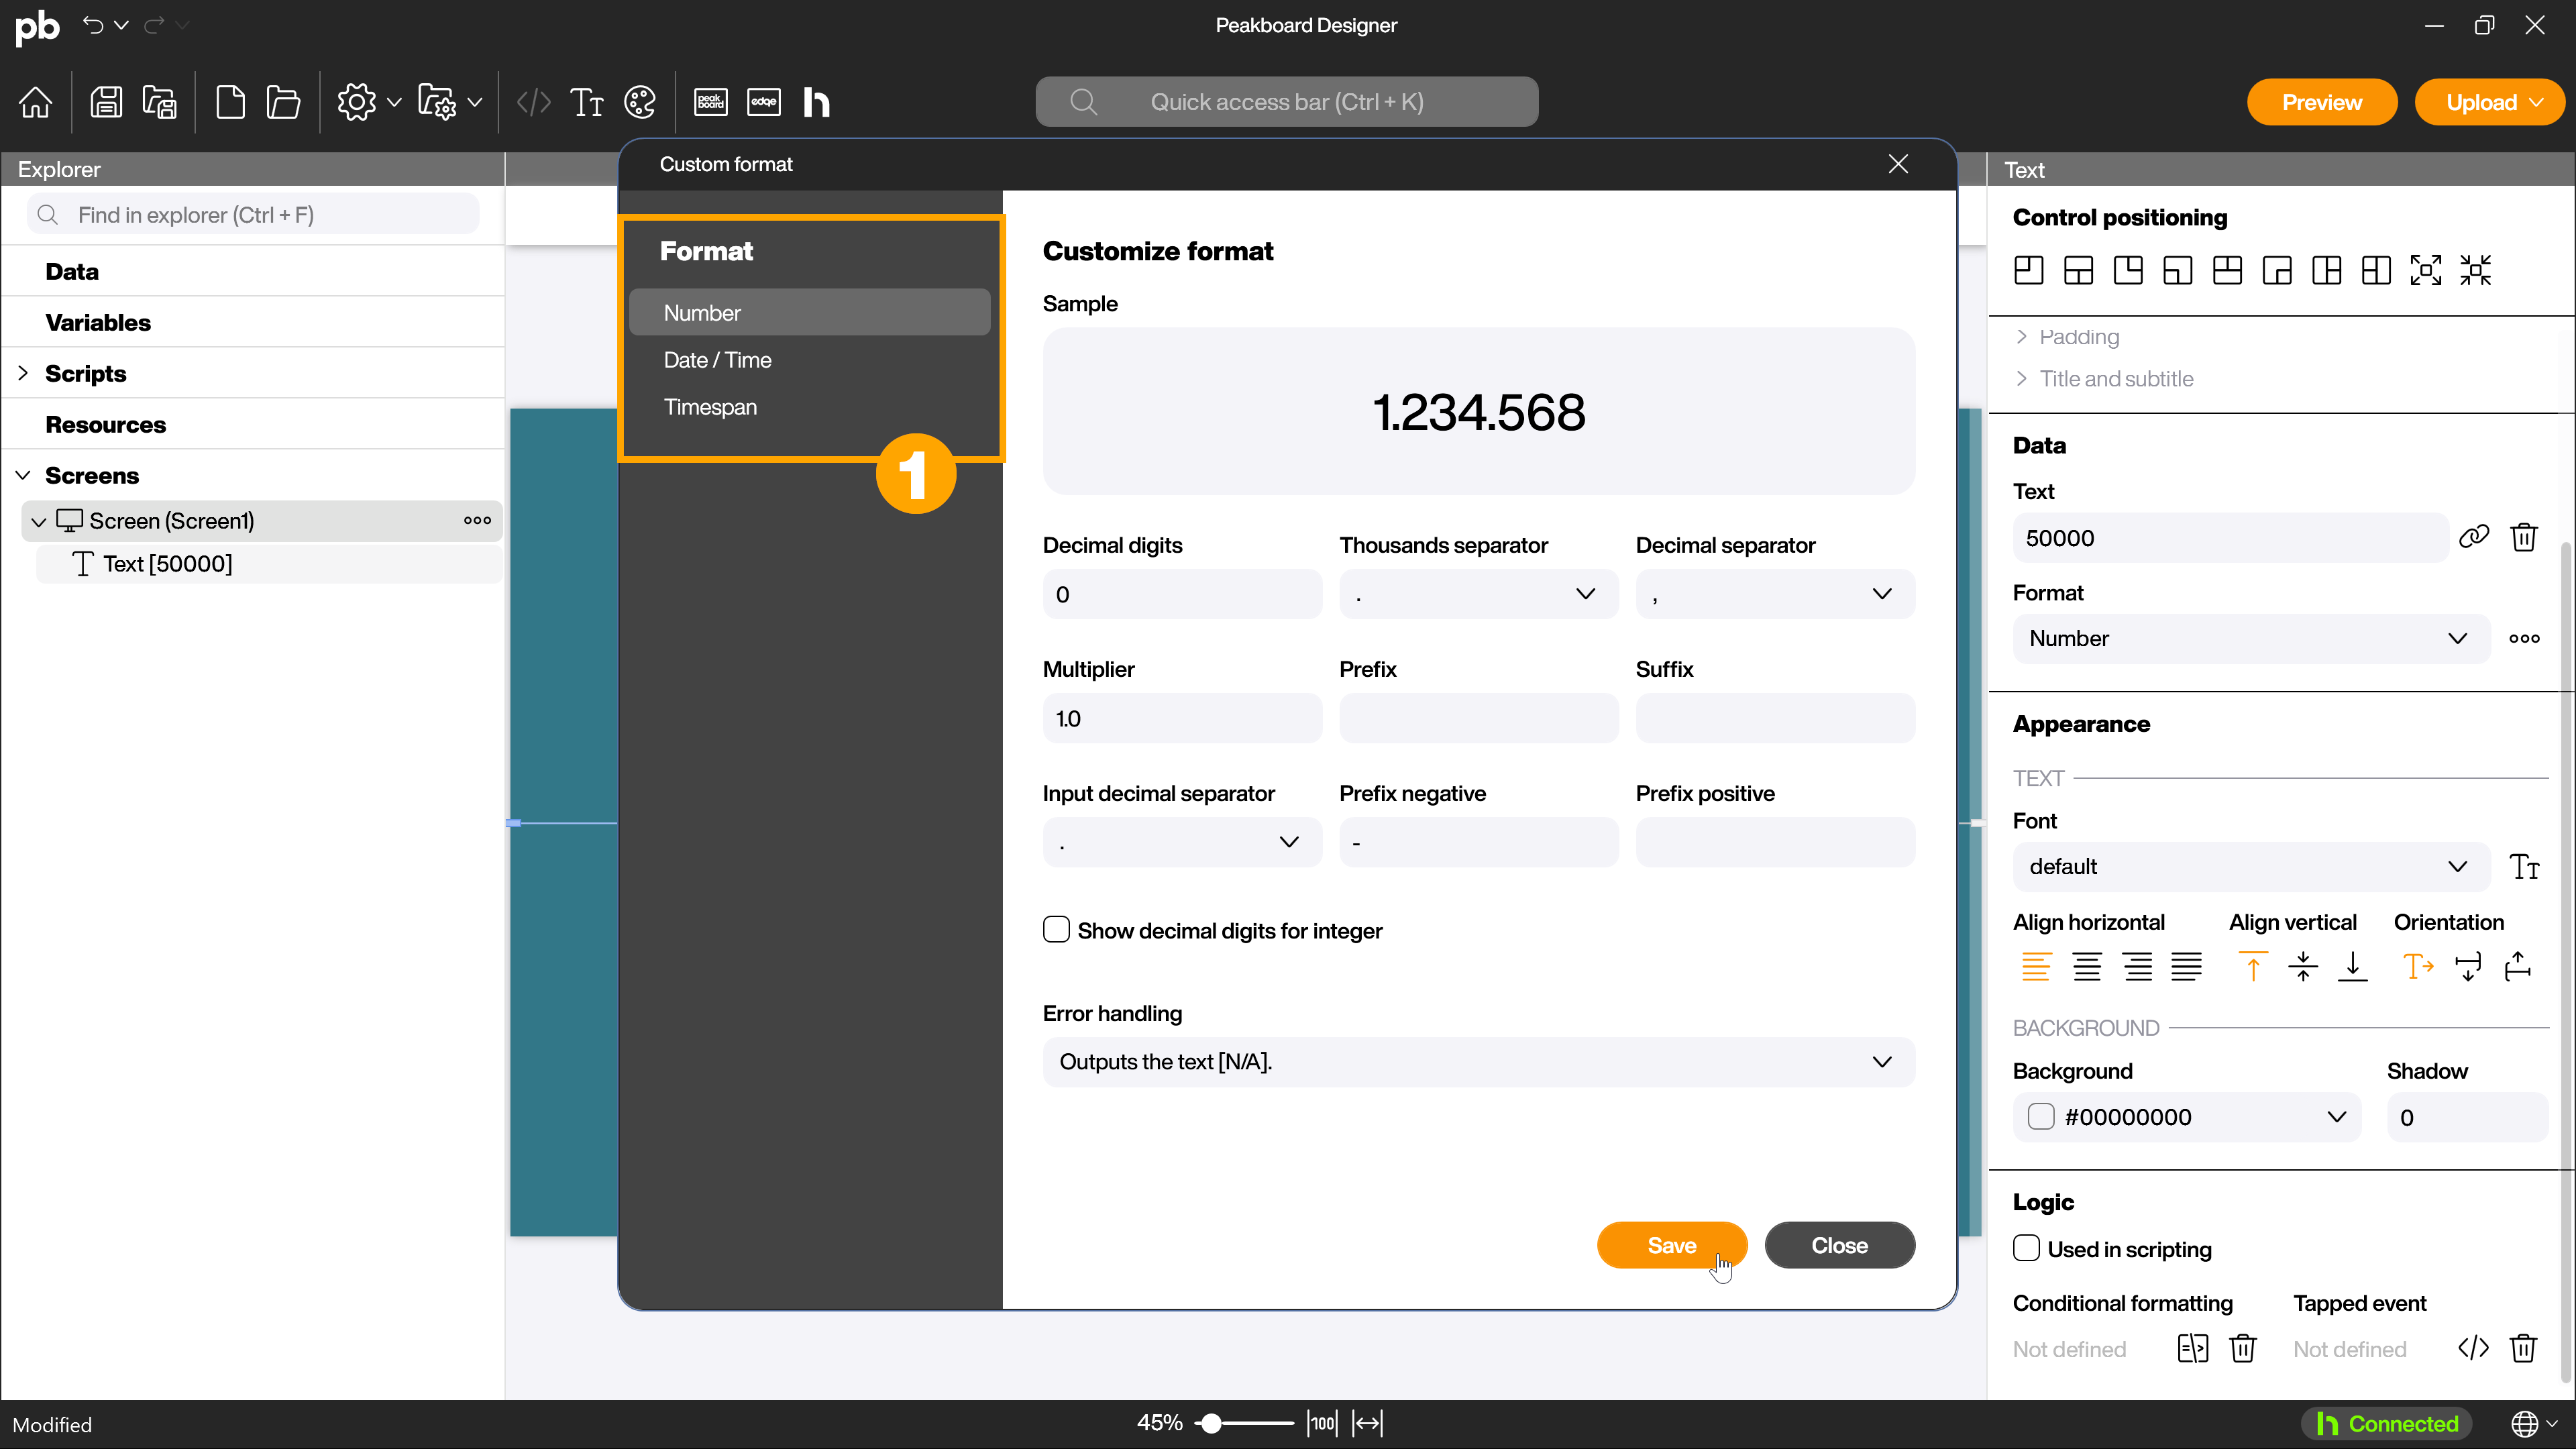 pb
Peakboard Designer
peak board
edge
h
Quick access bar (Ctrl + K)
Preview
Upload
Explorer
Find in explorer (Ctrl + F)
Data
Variables
Scripts
Resources
Screens
Screen (Screen1)
Text [50000]
Custom format
Format
Number
Date / Time
Timespan
1
Customize format
Sample
1.234.568
Decimal digits
Thousands separator
Decimal separator
0
.
,
Multiplier
Prefix
Suffix
1.0
Input decimal separator
Prefix negative
Prefix positive
.
-
Show decimal digits for integer
Error handling
Outputs the text [N/A].
Save
Close
Text
Control positioning
Padding
Title and subtitle
Data
Text
50000
Format
Number
Appearance
TEXT
Font
default
Align horizontal
Align vertical
Orientation
BACKGROUND
Background
Shadow
#00000000
0
Logic
Used in scripting
Conditional formatting
Tapped event
Not defined
Not defined
Modified
45%
100
Connected